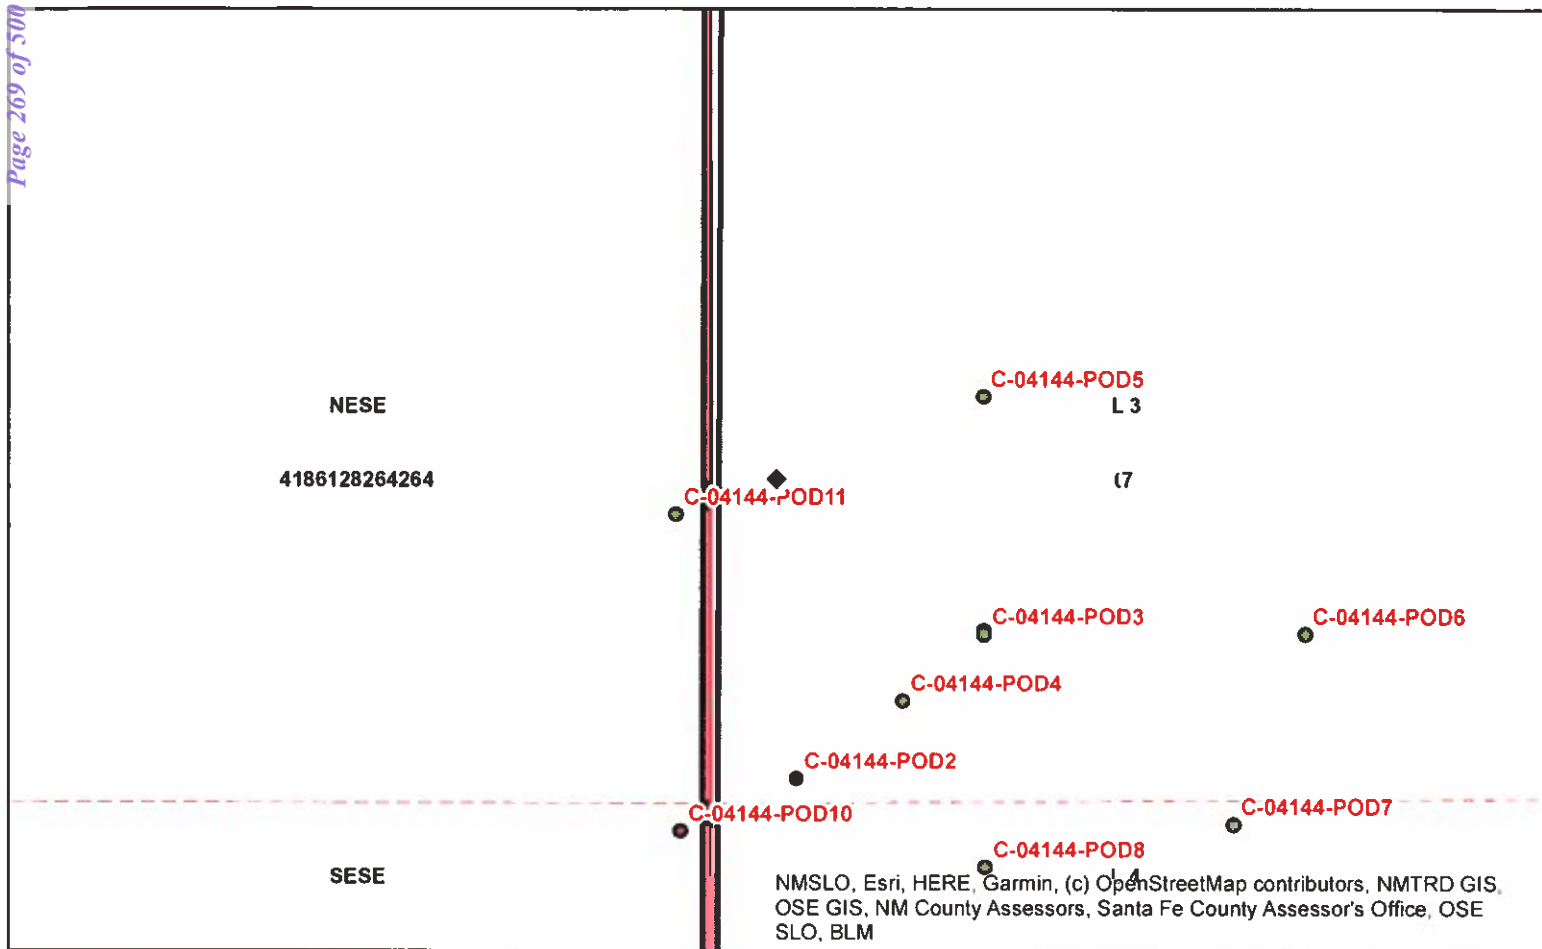 Page 269 of 500
C-04144-POD5
NESE
L 3
4186128264264
(7
C-04144-POD11
C-04144-POD3
C-04144-POD6
C-04144-POD4
C-04144-POD2
C-04144-POD10
C-04144-POD7
C-04144-POD8
SESE
L 4
NMSLO, Esri, HERE, Garmin, (c) OpenStreetMap contributors, NMTRD GIS,
OSE GIS, NM County Assessors, Santa Fe County Assessor's Office, OSE
SLO, BLM